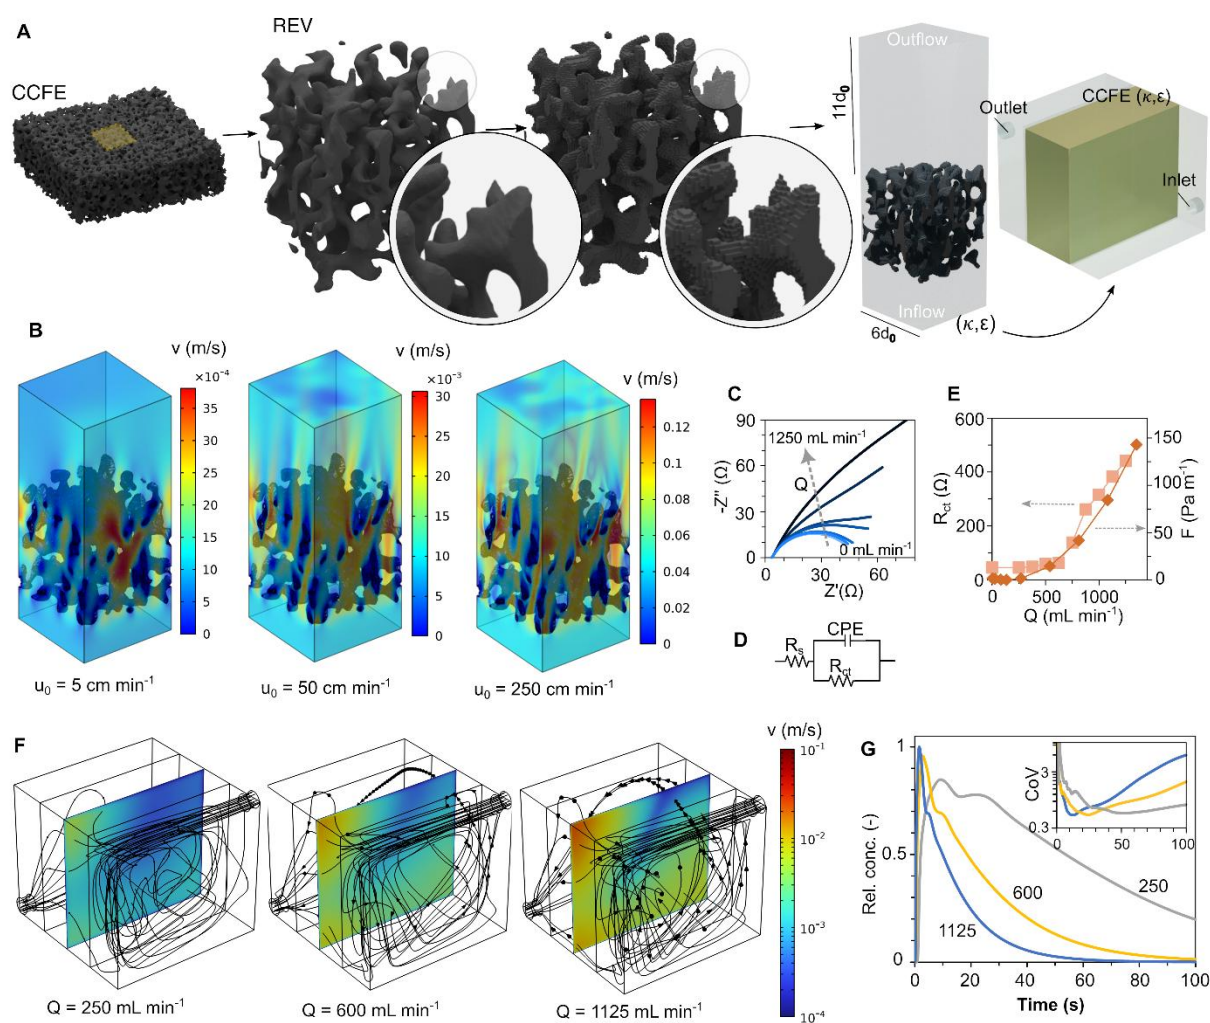 A
CCFE
REV
Outflow
11d₀
Inflow
6d₀
(κ,ε)
Outlet
CCFE (κ,ε)
Inlet
B
v (m/s)
×10⁻⁴
35
30
25
20
15
10
5
0
u₀ = 5 cm min⁻¹
v (m/s)
×10⁻³
30
25
20
15
10
5
0
u₀ = 50 cm min⁻¹
v (m/s)
0.12
0.1
0.08
0.06
0.04
0.02
0
u₀ = 250 cm min⁻¹
C
-Z'' (Ω)
90
60
30
0
1250 mL min⁻¹
Q
0 mL min⁻¹
0 20 40 60 80
Z'(Ω)
D
Rs
CPE
Rct
E
Rct (Ω)
600
400
200
0
0 500 1000
Q (mL min⁻¹)
150
100
50
0
F (Pa m⁻¹)
F
Q = 250 mL min⁻¹
Q = 600 mL min⁻¹
Q = 1125 mL min⁻¹
v (m/s)
10⁻¹
10⁻²
10⁻³
10⁻⁴
G
Rel. conc. (-)
1
0.5
0
250
600
1125
0 20 40 60 80 100
Time (s)
CoV
3
0.3
0 50 100